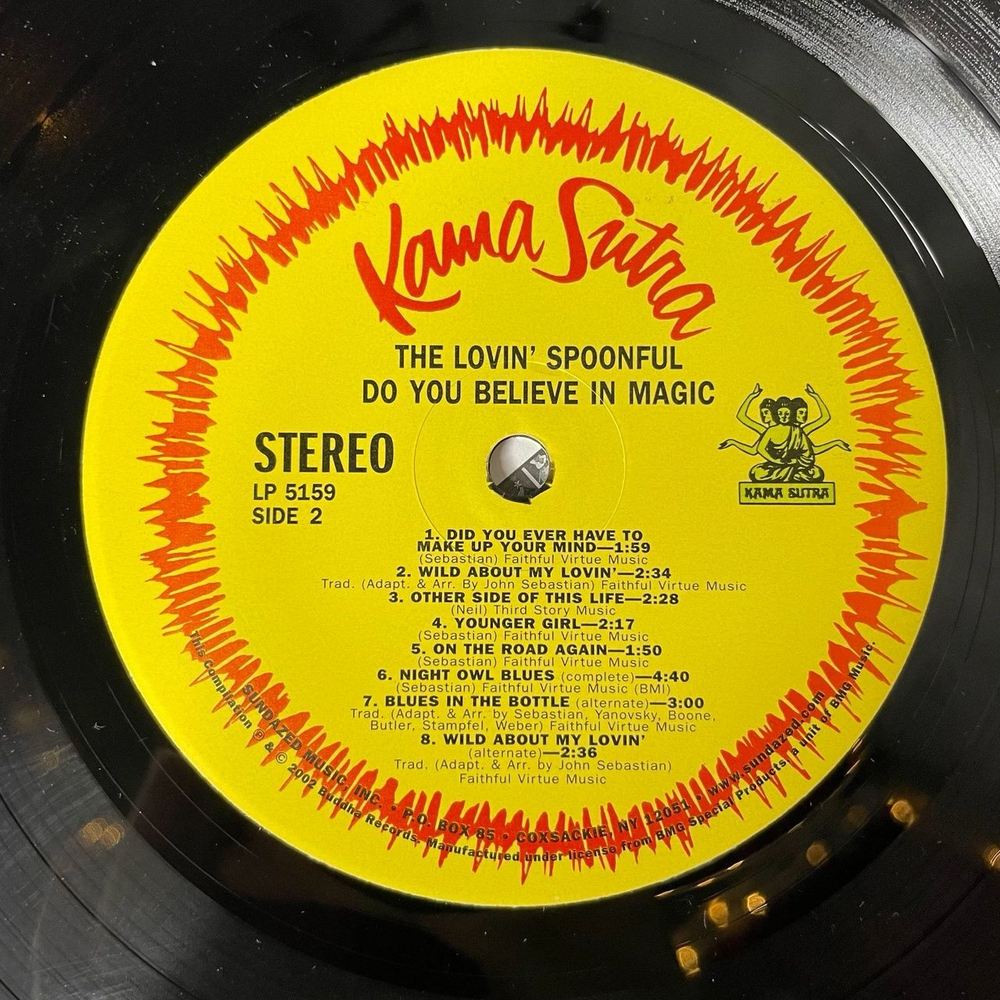 Kama Sutra
THE LOVIN' SPOONFUL
DO YOU BELIEVE IN MAGIC
STEREO
LP 5159
SIDE 2
KAMA SUTRA
1. DID YOU EVER HAVE TO
MAKE UP YOUR MIND—1:59
(Sebastian) Faithful Virtue Music
2. WILD ABOUT MY LOVIN'—2:34
Trad. (Adapt. & Arr. By John Sebastian) Faithful Virtue Music
3. OTHER SIDE OF THIS LIFE—2:28
(Neil) Third Story Music
4. YOUNGER GIRL—2:17
(Sebastian) Faithful Virtue Music
5. ON THE ROAD AGAIN—1:50
(Sebastian) Faithful Virtue Music
6. NIGHT OWL BLUES (complete)—4:40
(Sebastian) Faithful Virtue Music (BMI)
7. BLUES IN THE BOTTLE (alternate)—3:00
Trad. (Adapt. & Arr. by Sebastian, Yanovsky, Boone,
Butler, Stampfel, Weber) Faithful Virtue Music
8. WILD ABOUT MY LOVIN'
(alternate)—2:36
Trad. (Adapt. & Arr. by John Sebastian)
Faithful Virtue Music
SUNDAZED MUSIC, INC. • P.O. BOX 85 • COXSACKIE, NY 12051 • www.sundazed.com
This Compilation ℗ & © 2002 Buddha Records. Manufactured under license from BMG Special Products, a unit of BMG Music.